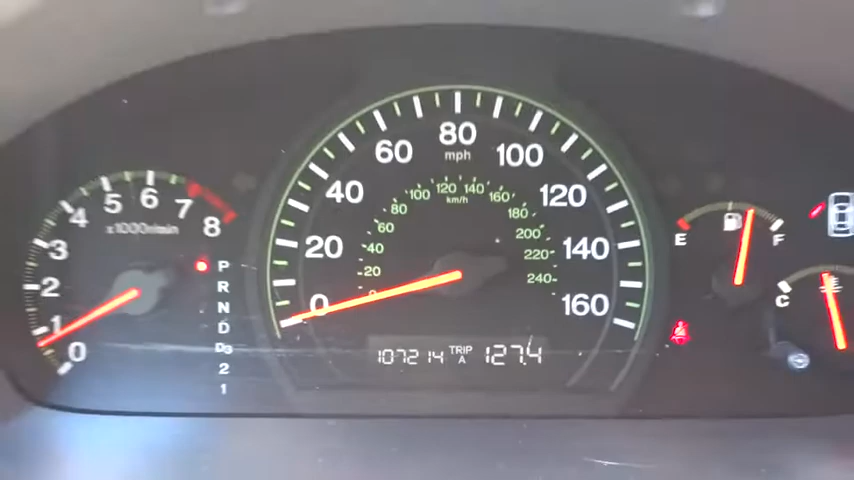 0 1 2 3 4 5 6 7 8
x1000r/min
P
R
N
D
D3
2
1
0 20 40 60 80 100 120 140 160
mph
20 40 60 80 100 120 140 160 180 200 220 240
km/h
107214 TRIP A 127.4
E F
C